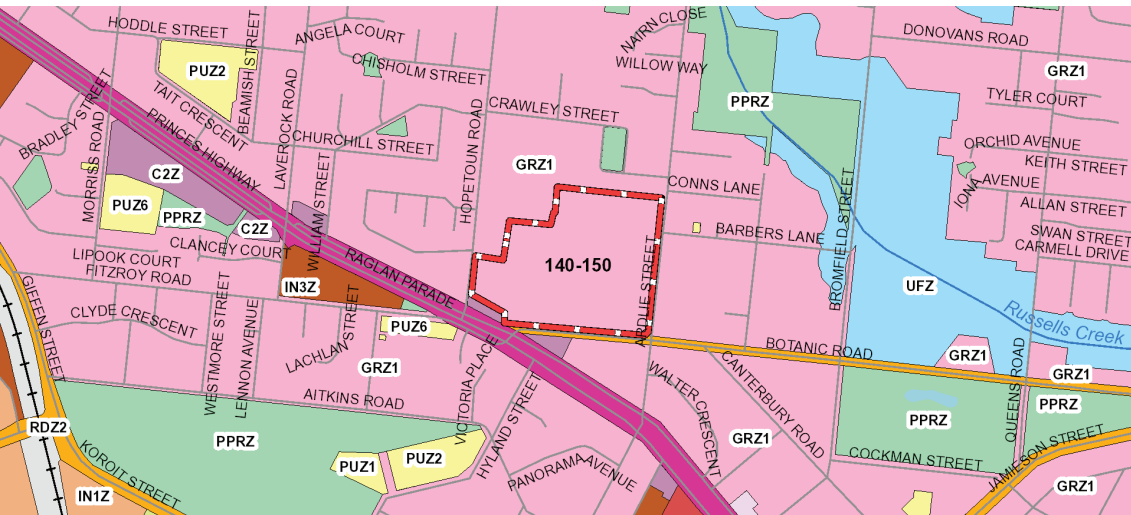 HODDLE STREET
BEAMISH STREET
ANGELA COURT
NAIRN CLOSE
DONOVANS ROAD
PUZ2
CHISHOLM STREET
WILLOW WAY
GRZ1
TAIT CRESCENT
LAVEROCK ROAD
CRAWLEY STREET
PPRZ
TYLER COURT
BRADLEY STREET
MORRISS ROAD
PRINCES HIGHWAY
CHURCHILL STREET
HOPETOUN ROAD
GRZ1
ORCHID AVENUE
KEITH STREET
C2Z
WILLIAM STREET
CONNS LANE
IONA AVENUE
ALLAN STREET
PUZ6
PPRZ
C2Z
BARBERS LANE
BROMFIELD STREET
SWAN STREET
CARMELL DRIVE
CLANCEY COURT
LIPOOK COURT
FITZROY ROAD
RAGLAN PARADE
140-150
ARDLIE STREET
IN3Z
UFZ
GIFFEN STREET
CLYDE CRESCENT
WESTMORE STREET
LENNON AVENUE
LACHLAN STREET
PUZ6
Russells Creek
BOTANIC ROAD
GRZ1
GRZ1
GRZ1
VICTORIA PLACE
WALTER CRESCENT
CANTERBURY ROAD
QUEENS ROAD
AITKINS ROAD
HYLAND STREET
PPRZ
PPRZ
RDZ2
PPRZ
GRZ1
KOROIT STREET
PUZ1
PUZ2
PANORAMA AVENUE
COCKMAN STREET
JAMIESON STREET
IN1Z
GRZ1